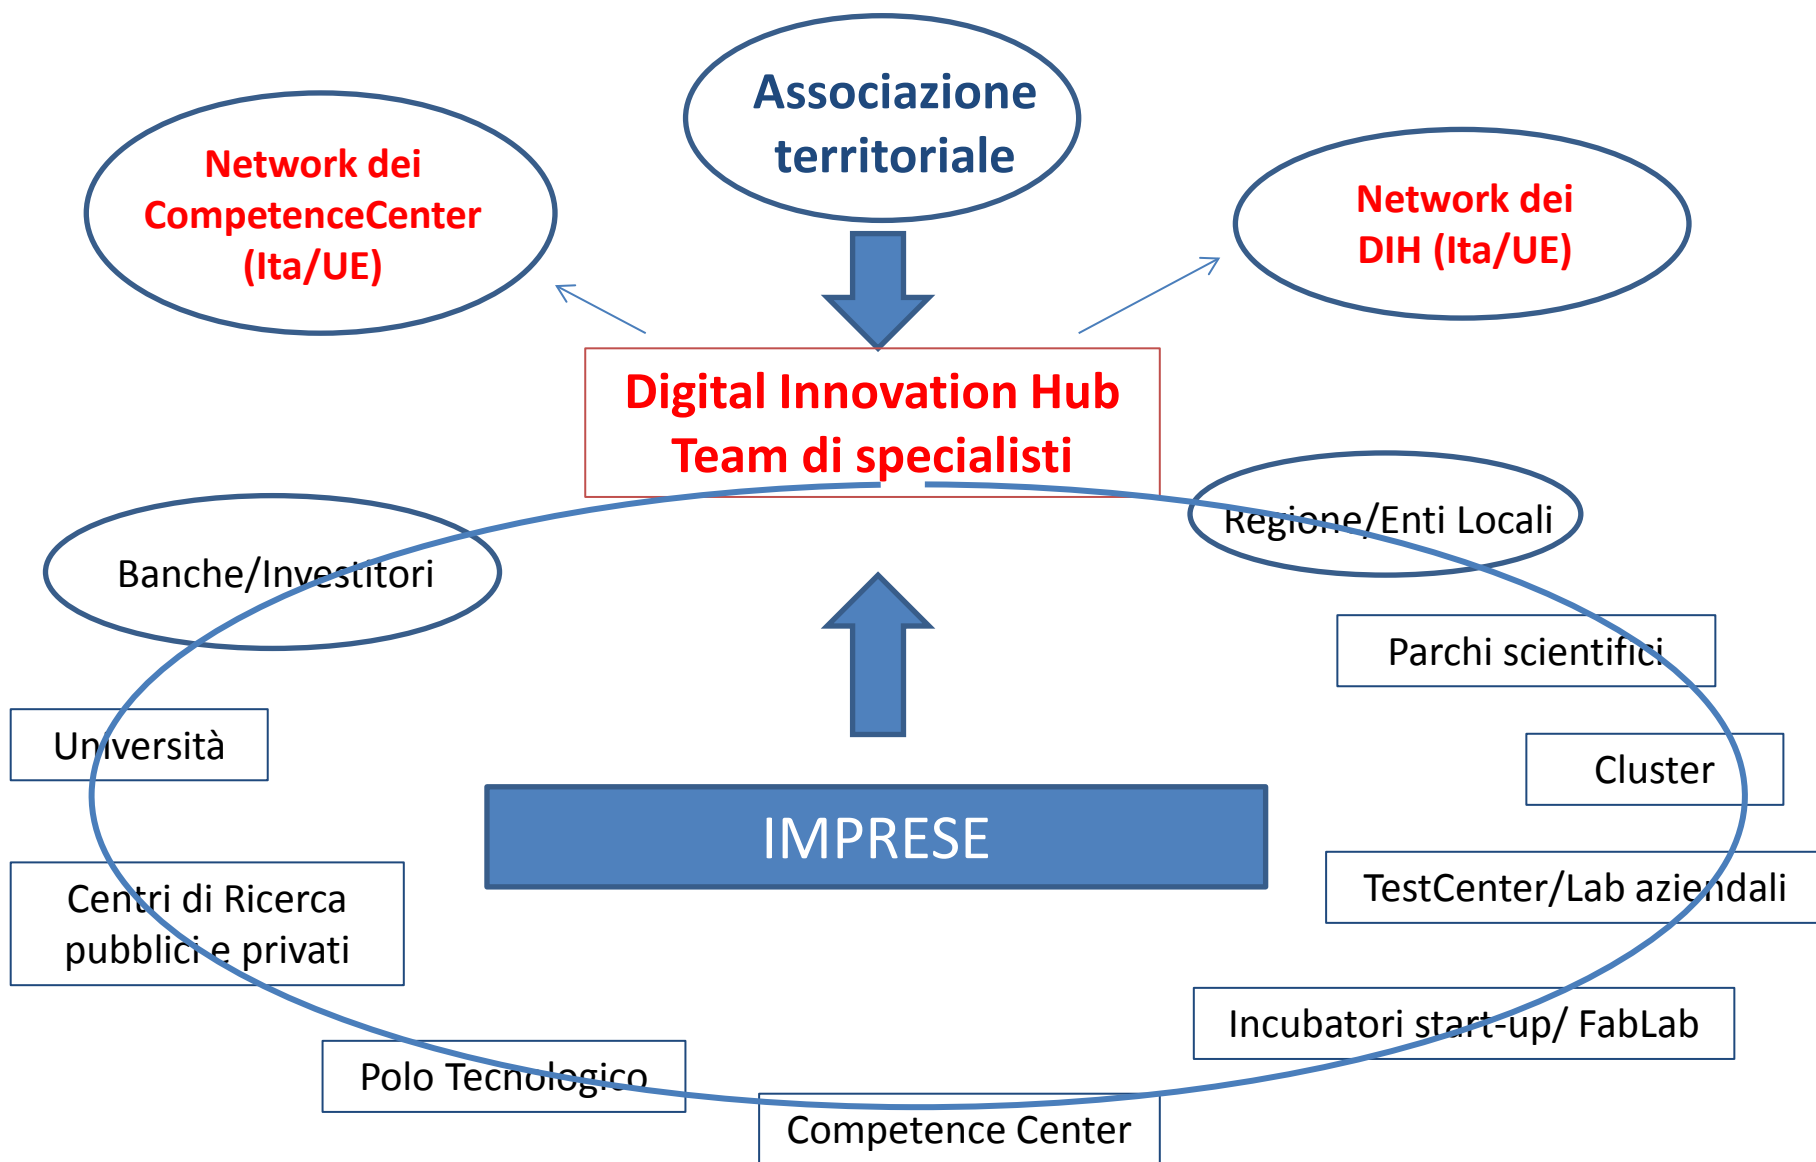 Associazione
territoriale
Network dei
CompetenceCenter
(Ita/UE)
Network dei
DIH (Ita/UE)
Digital Innovation Hub
Team di specialisti
Banche/Investitori
Regione/Enti Locali
Parchi scientifici
Università
Cluster
IMPRESE
Centri di Ricerca
pubblici e privati
TestCenter/Lab aziendali
Incubatori start-up/ FabLab
Polo Tecnologico
Competence Center